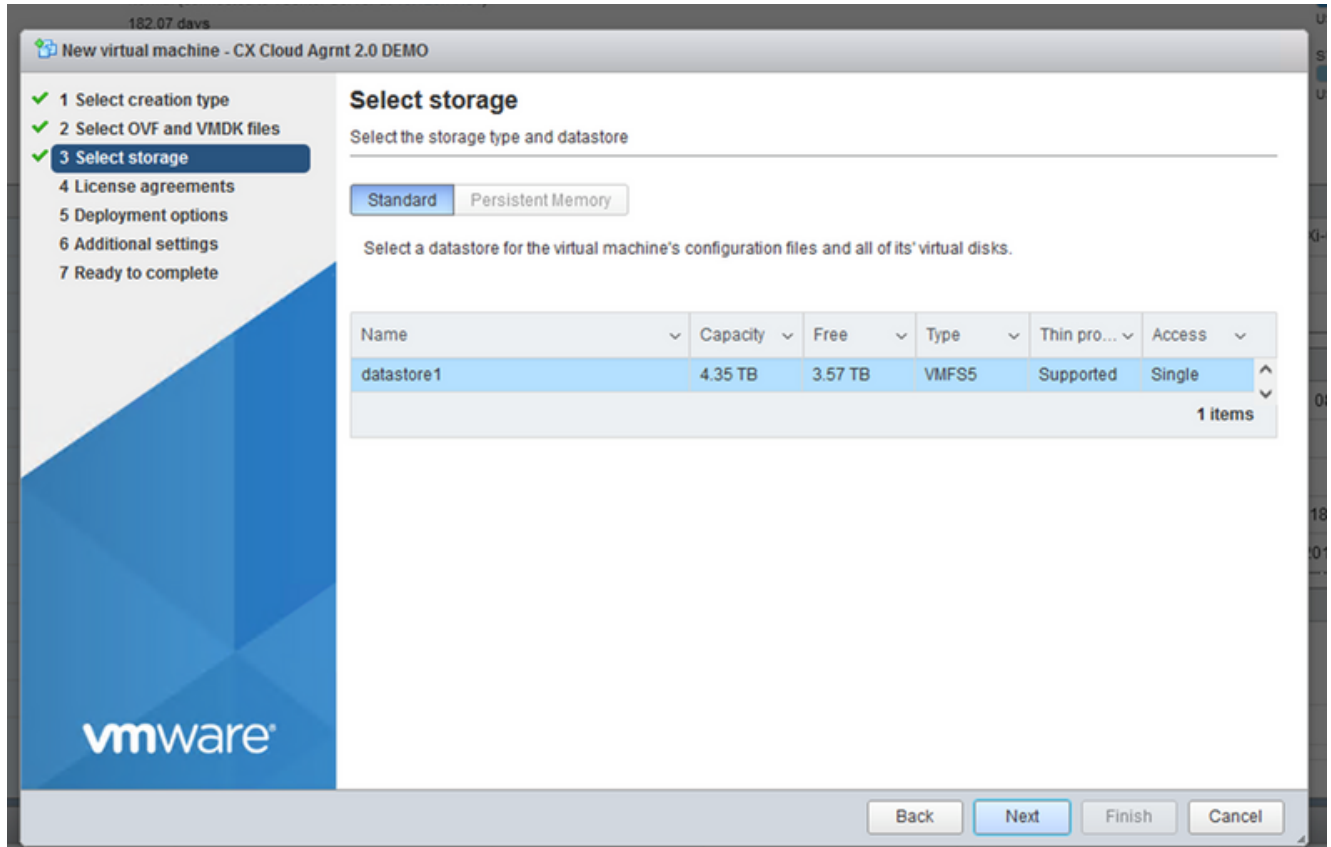 182.07 days
New virtual machine - CX Cloud Agrnt 2.0 DEMO
1 Select creation type
2 Select OVF and VMDK files
3 Select storage
4 License agreements
5 Deployment options
6 Additional settings
7 Ready to complete
Select storage
Select the storage type and datastore
Standard Persistent Memory
Select a datastore for the virtual machine's configuration files and all of its' virtual disks.
Name Capacity Free Type Thin pro... Access
datastore1 4.35 TB 3.57 TB VMFS5 Supported Single
1 items
vmware®
Back Next Finish Cancel